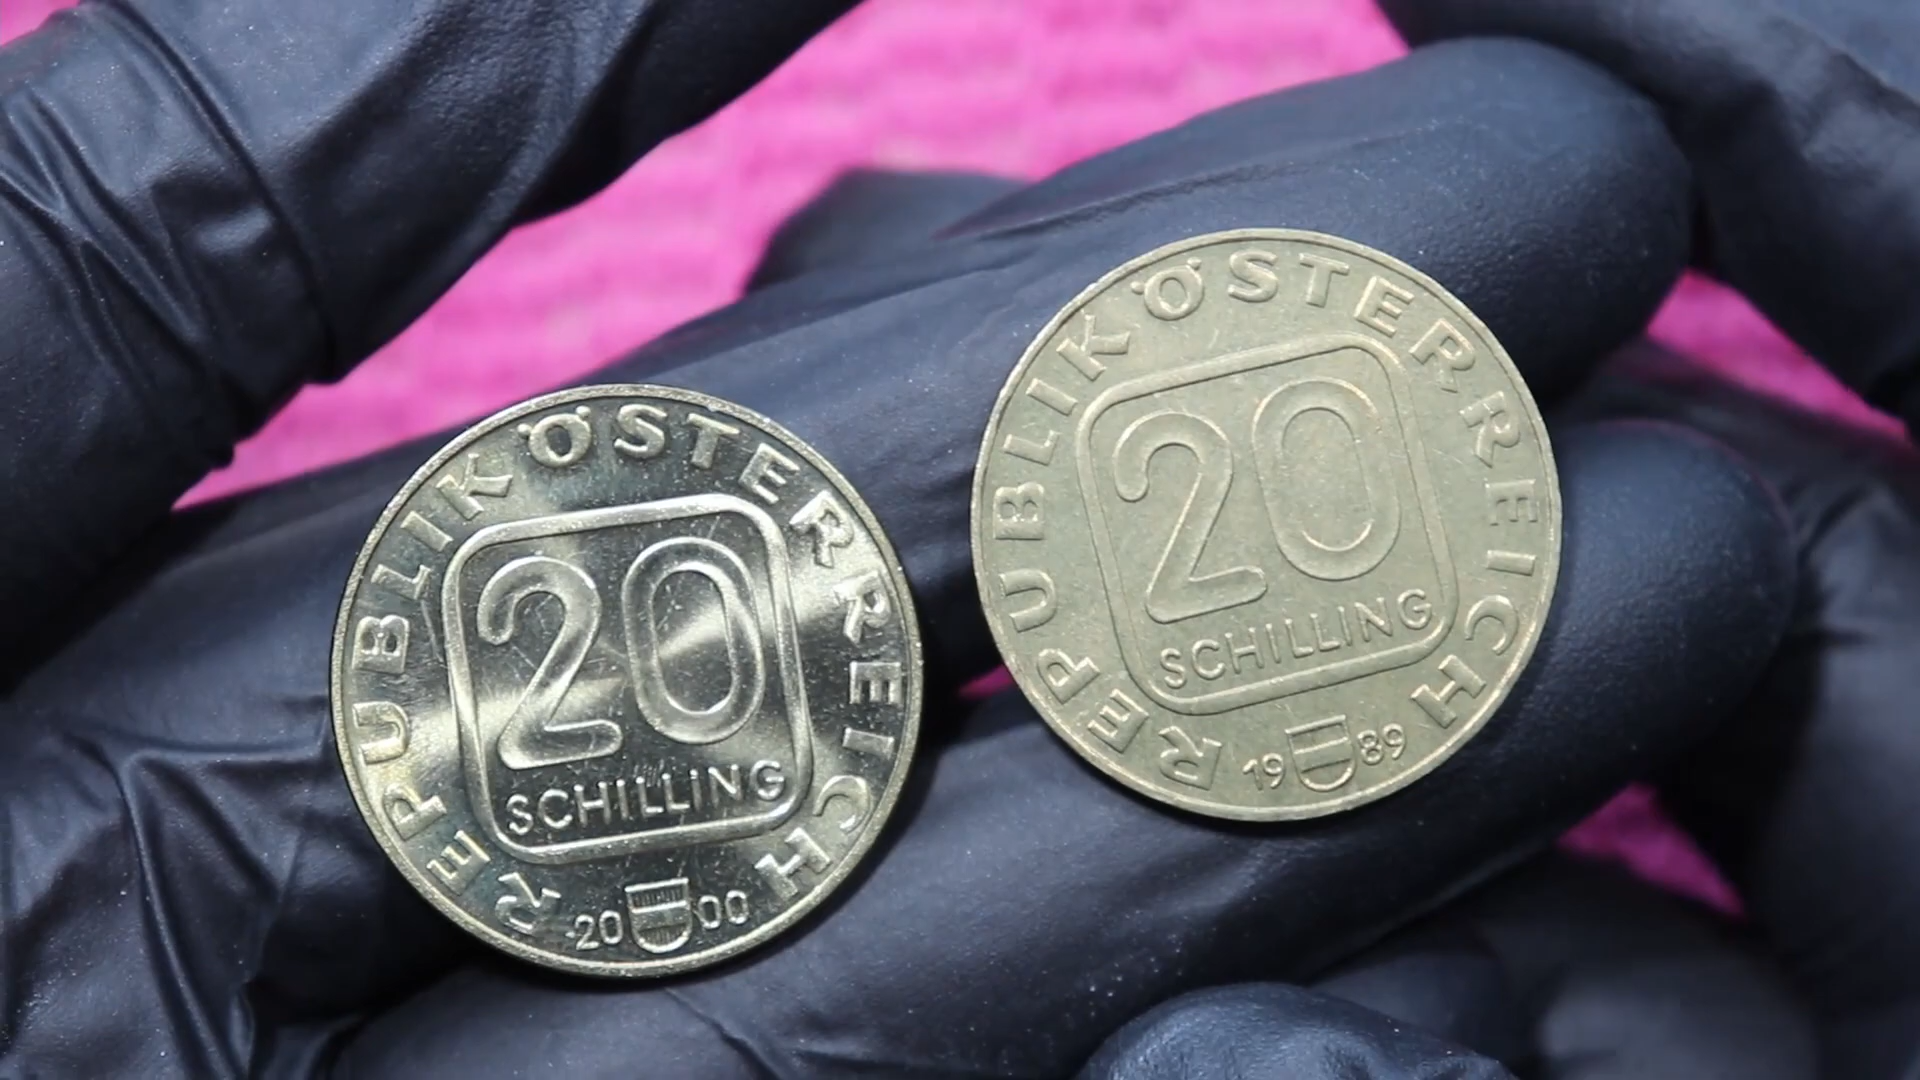 REPUBLIK ÖSTERREICH
20
SCHILLING
20 00
REPUBLIK ÖSTERREICH
20
SCHILLING
19 89